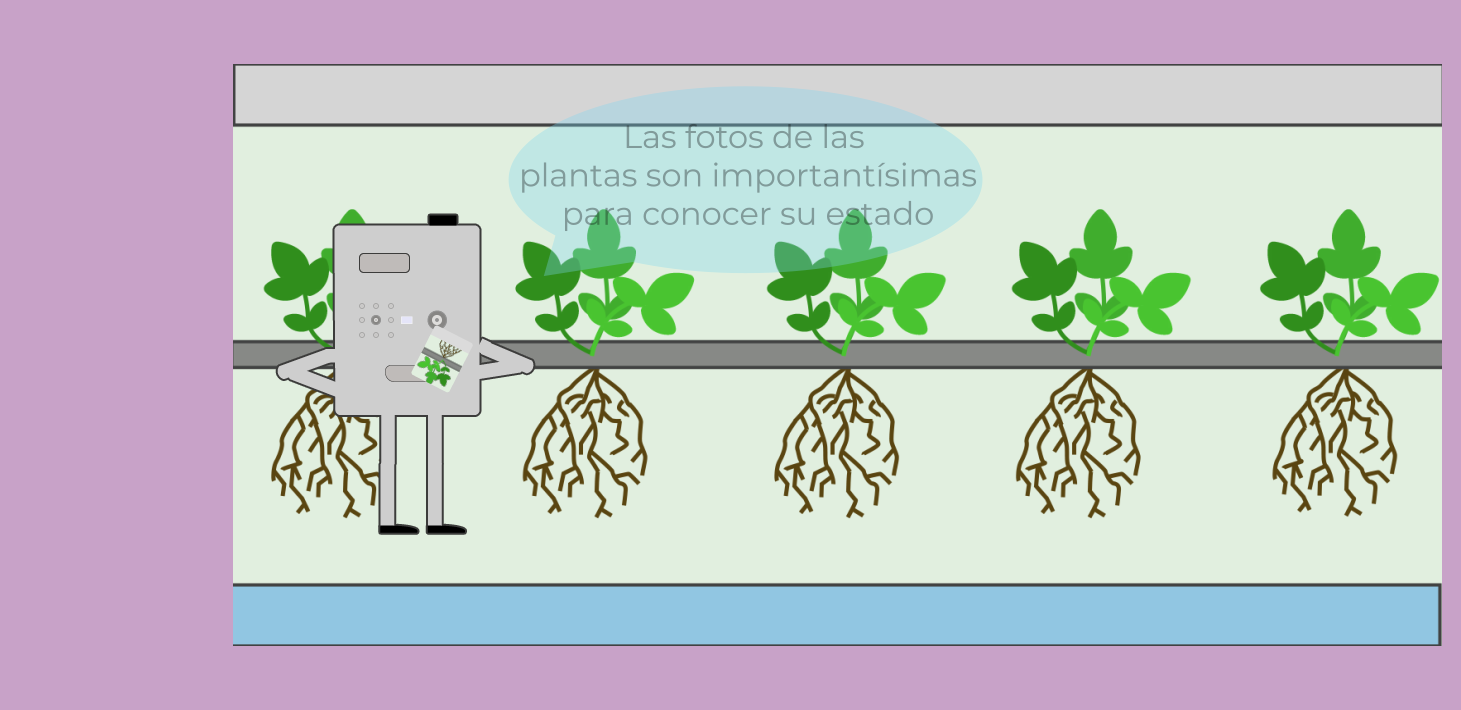 Las fotos de las
plantas son importantísimas
para conocer su estado